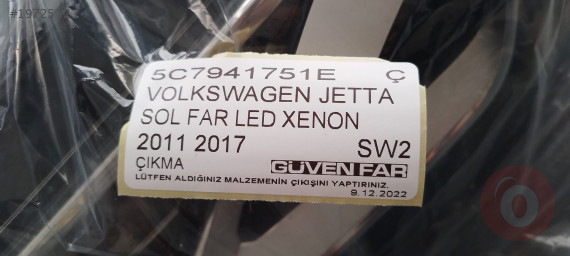 #19725
5C7941751E Ç
VOLKSWAGEN JETTA
SOL FAR LED XENON
2011 2017 SW2
ÇIKMA GÜVEN FAR
LÜTFEN ALDIĞINIZ MALZEMENİN ÇIKIŞINI YAPTIRINIZ.
9.12.2022